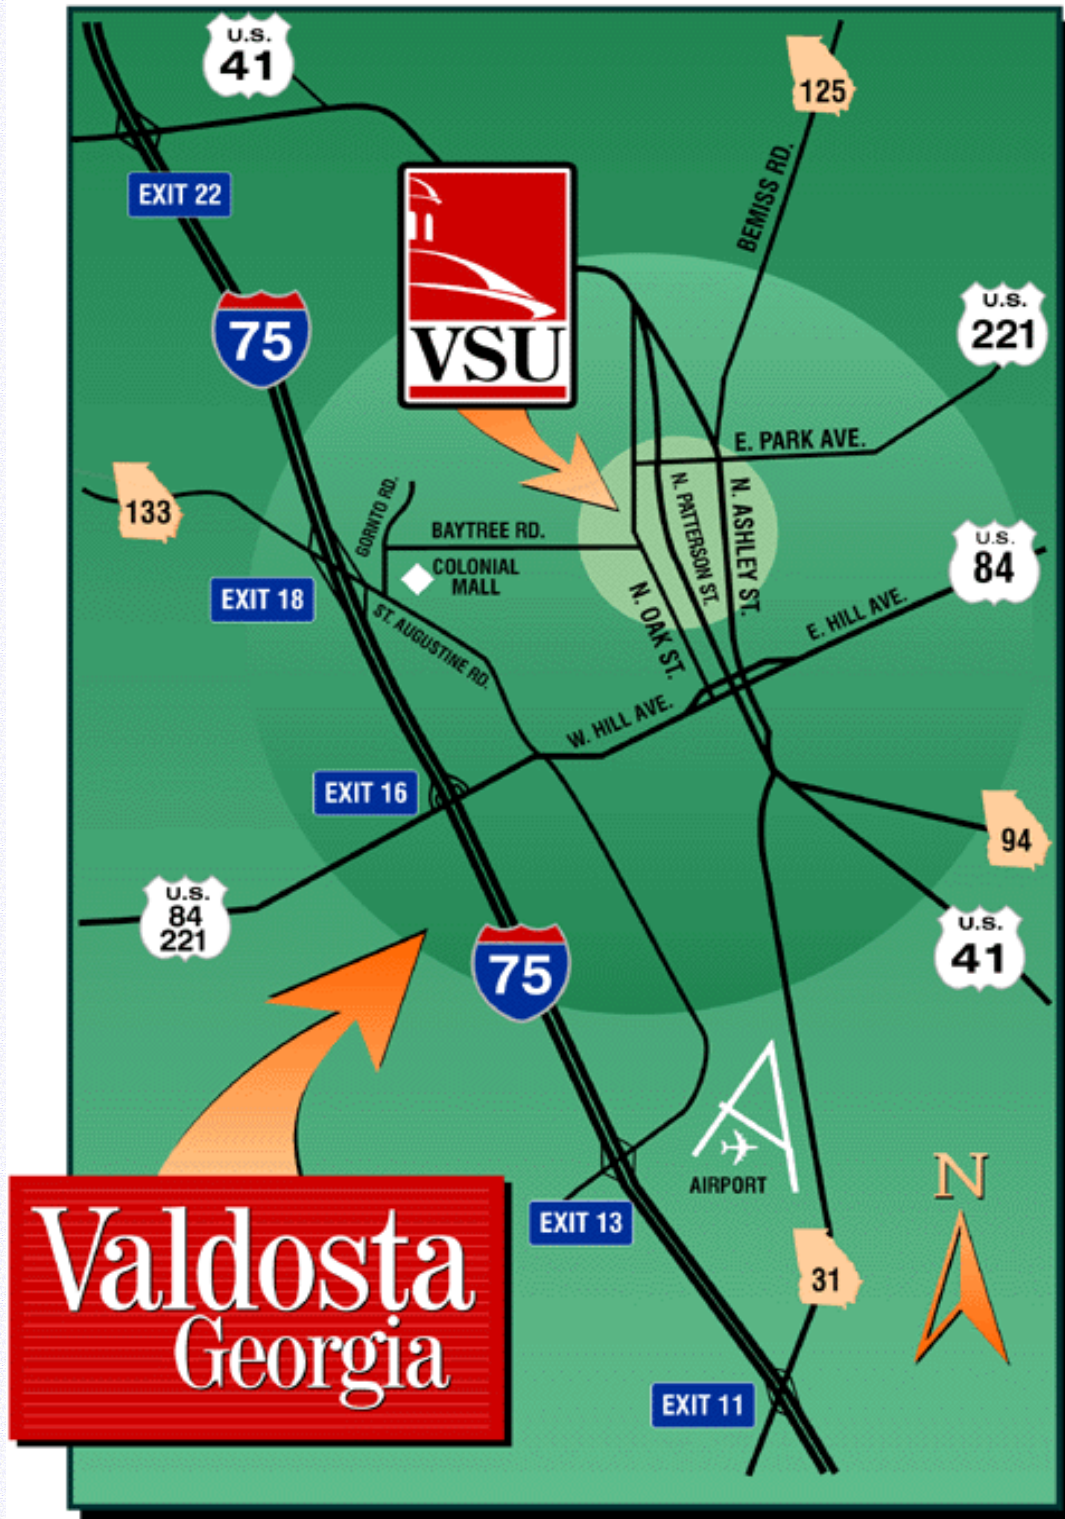 U.S.
41
125
BEMISS RD.
EXIT 22
75
VSU
U.S.
221
E. PARK AVE.
133
GORNTO RD.
BAYTREE RD.
COLONIAL
MALL
N. PATTERSON ST.
N. ASHLEY ST.
U.S.
84
EXIT 18
ST. AUGUSTINE RD.
N. OAK ST.
E. HILL AVE.
W. HILL AVE.
EXIT 16
94
U.S.
84
221
75
U.S.
41
AIRPORT
N
EXIT 13
31
Valdosta
Georgia
EXIT 11